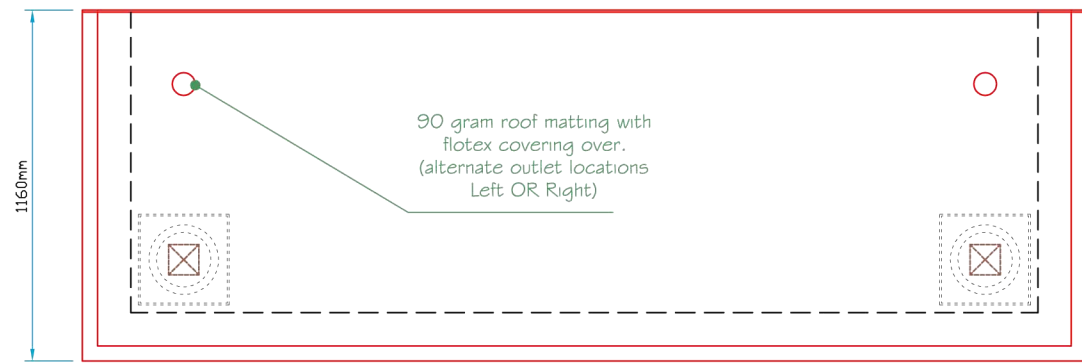 90 gram roof matting with
flotex covering over.
(alternate outlet locations
Left OR Right)
1160mm